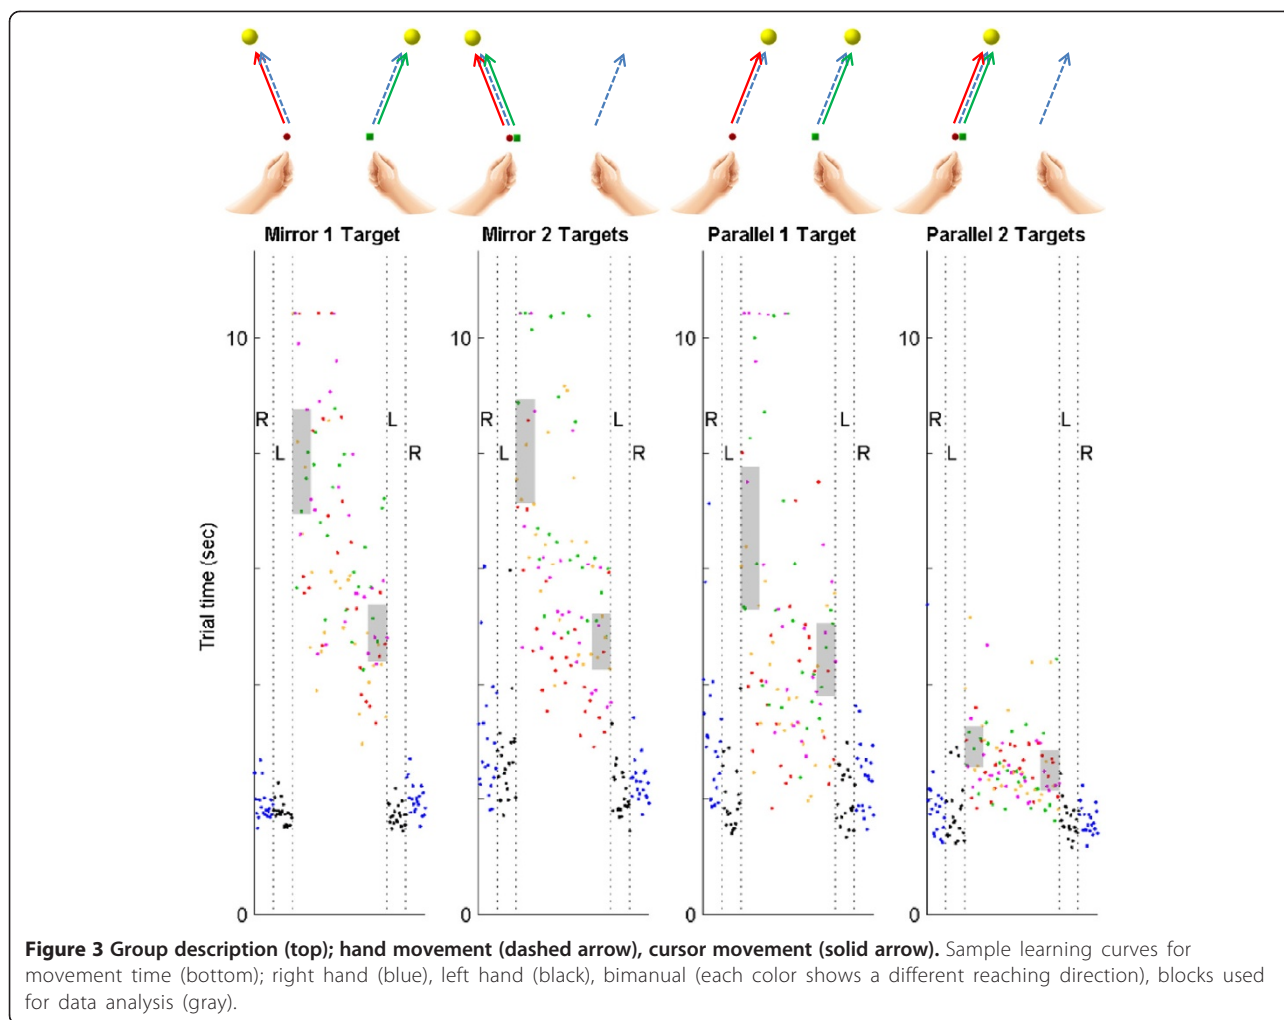 Mirror 1 Target Mirror 2 Targets Parallel 1 Target Parallel 2 Targets
10 10 10 10
R L R L R L R L
L R L R L R L R
Trial time (sec)
0 0 0 0
Figure 3 Group description (top); hand movement (dashed arrow), cursor movement (solid arrow). Sample learning curves for
movement time (bottom); right hand (blue), left hand (black), bimanual (each color shows a different reaching direction), blocks used
for data analysis (gray).